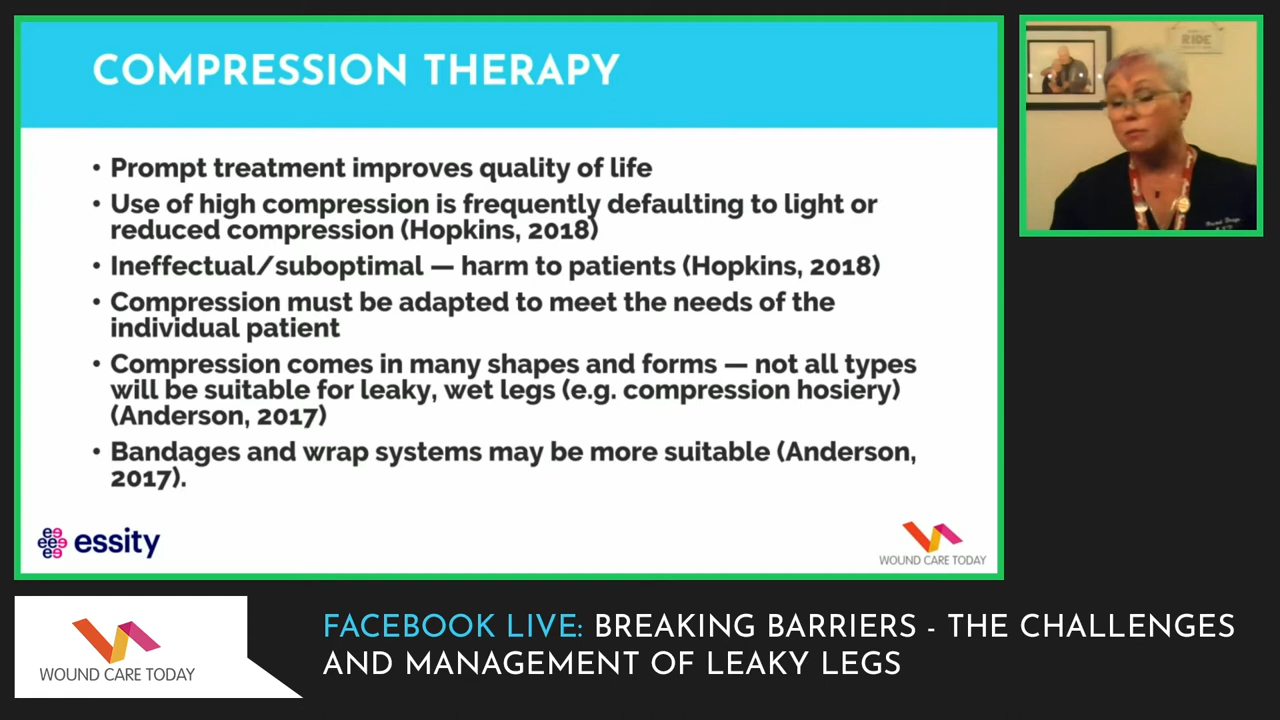 COMPRESSION THERAPY
• Prompt treatment improves quality of life
• Use of high compression is frequently defaulting to light or
reduced compression (Hopkins, 2018)
• Ineffectual/suboptimal — harm to patients (Hopkins, 2018)
• Compression must be adapted to meet the needs of the
individual patient
• Compression comes in many shapes and forms — not all types
will be suitable for leaky, wet legs (e.g. compression hosiery)
(Anderson, 2017)
• Bandages and wrap systems may be more suitable (Anderson,
2017).
essity
WOUND CARE TODAY
RIDE
WOUND CARE TODAY
FACEBOOK LIVE: BREAKING BARRIERS - THE CHALLENGES
AND MANAGEMENT OF LEAKY LEGS